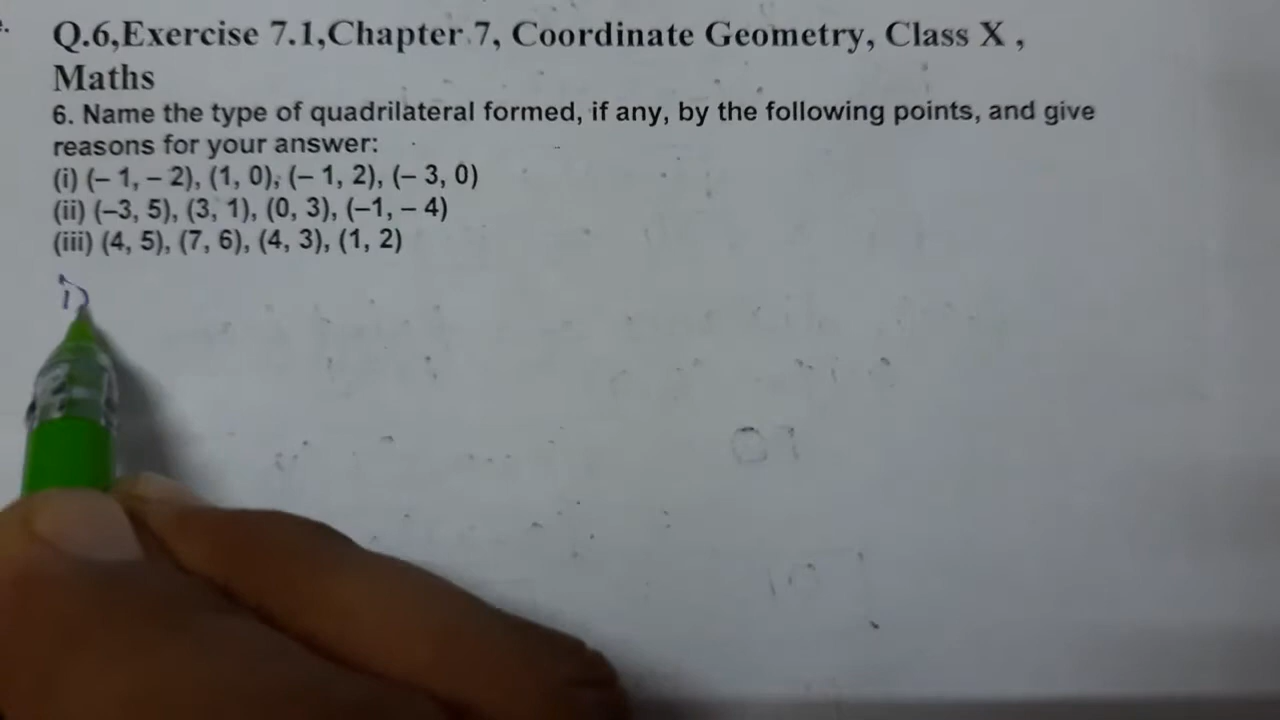 Q.6,Exercise 7.1,Chapter 7, Coordinate Geometry, Class X ,
Maths
6. Name the type of quadrilateral formed, if any, by the following points, and give
reasons for your answer:
(i) (– 1, – 2), (1, 0), (– 1, 2), (– 3, 0)
(ii) (–3, 5), (3, 1), (0, 3), (–1, – 4)
(iii) (4, 5), (7, 6), (4, 3), (1, 2)